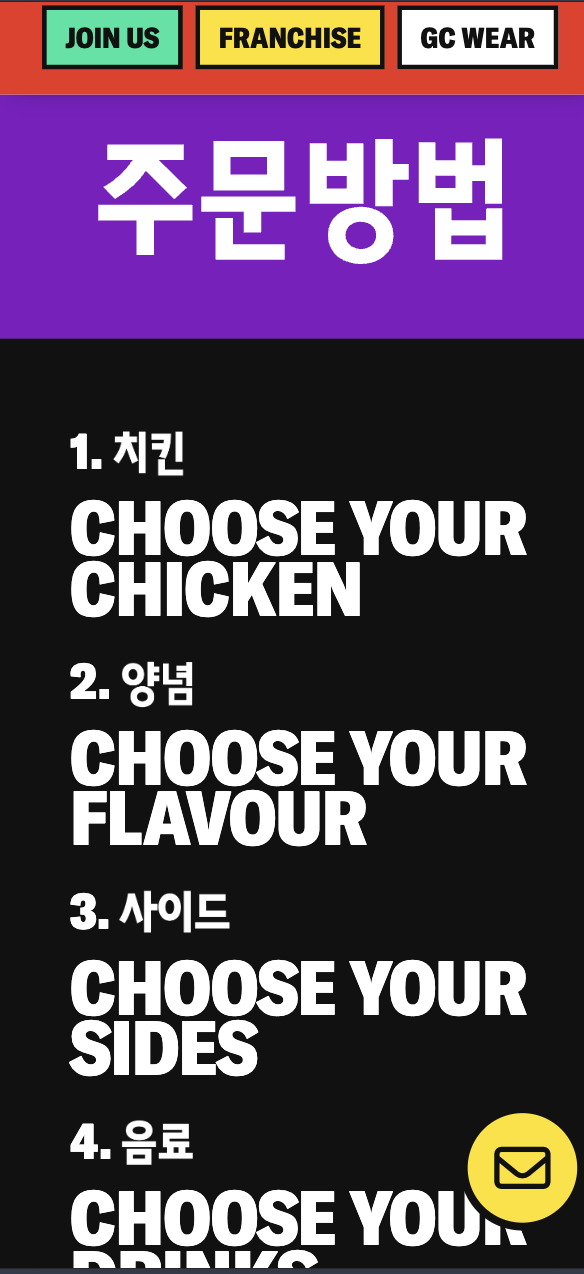 JOIN US FRANCHISE GC WEAR
주문방법
1. 치킨
CHOOSE YOUR
CHICKEN
2. 양념
CHOOSE YOUR
FLAVOUR
3. 사이드
CHOOSE YOUR
SIDES
4. 음료
CHOOSE YOUR
DRINKS